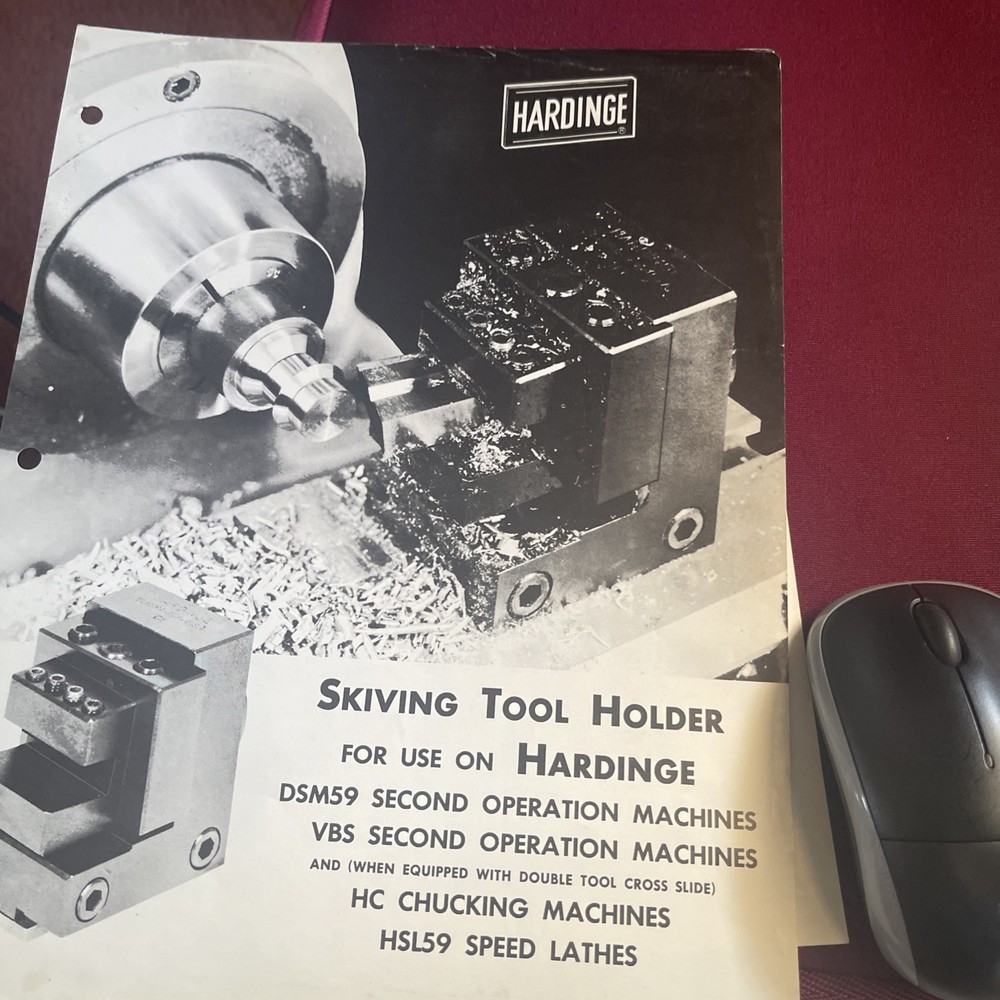 HARDINGE
®
SKIVING TOOL HOLDER
FOR USE ON HARDINGE
DSM59 SECOND OPERATION MACHINES
VBS SECOND OPERATION MACHINES
AND (WHEN EQUIPPED WITH DOUBLE TOOL CROSS SLIDE)
HC CHUCKING MACHINES
HSL59 SPEED LATHES